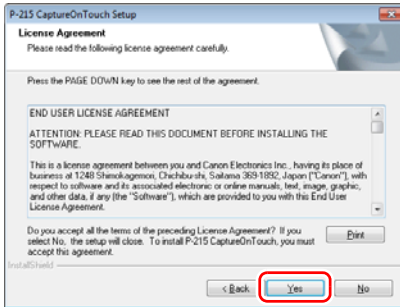 P-215 CaptureOnTouch Setup
License Agreement
Please read the following license agreement carefully.
Press the PAGE DOWN key to see the rest of the agreement.
END USER LICENSE AGREEMENT
ATTENTION: PLEASE READ THIS DOCUMENT BEFORE INSTALLING THE
SOFTWARE.
This is a license agreement between you and Canon Electronics Inc., having its place of
business at 1248 Shimokagemori, Chichibu-shi, Saitama 369-1892, Japan ("Canon"), with
respect to software and its associated electronic or online manuals, text, image, graphic,
and other data, if any (the "Software"), which are provided to you with this End User
License Agreement.
Do you accept all the terms of the preceding License Agreement? If you
select No, the setup will close. To install P-215 CaptureOnTouch, you must
accept this agreement.
Print
InstallShield
< Back
Yes
No